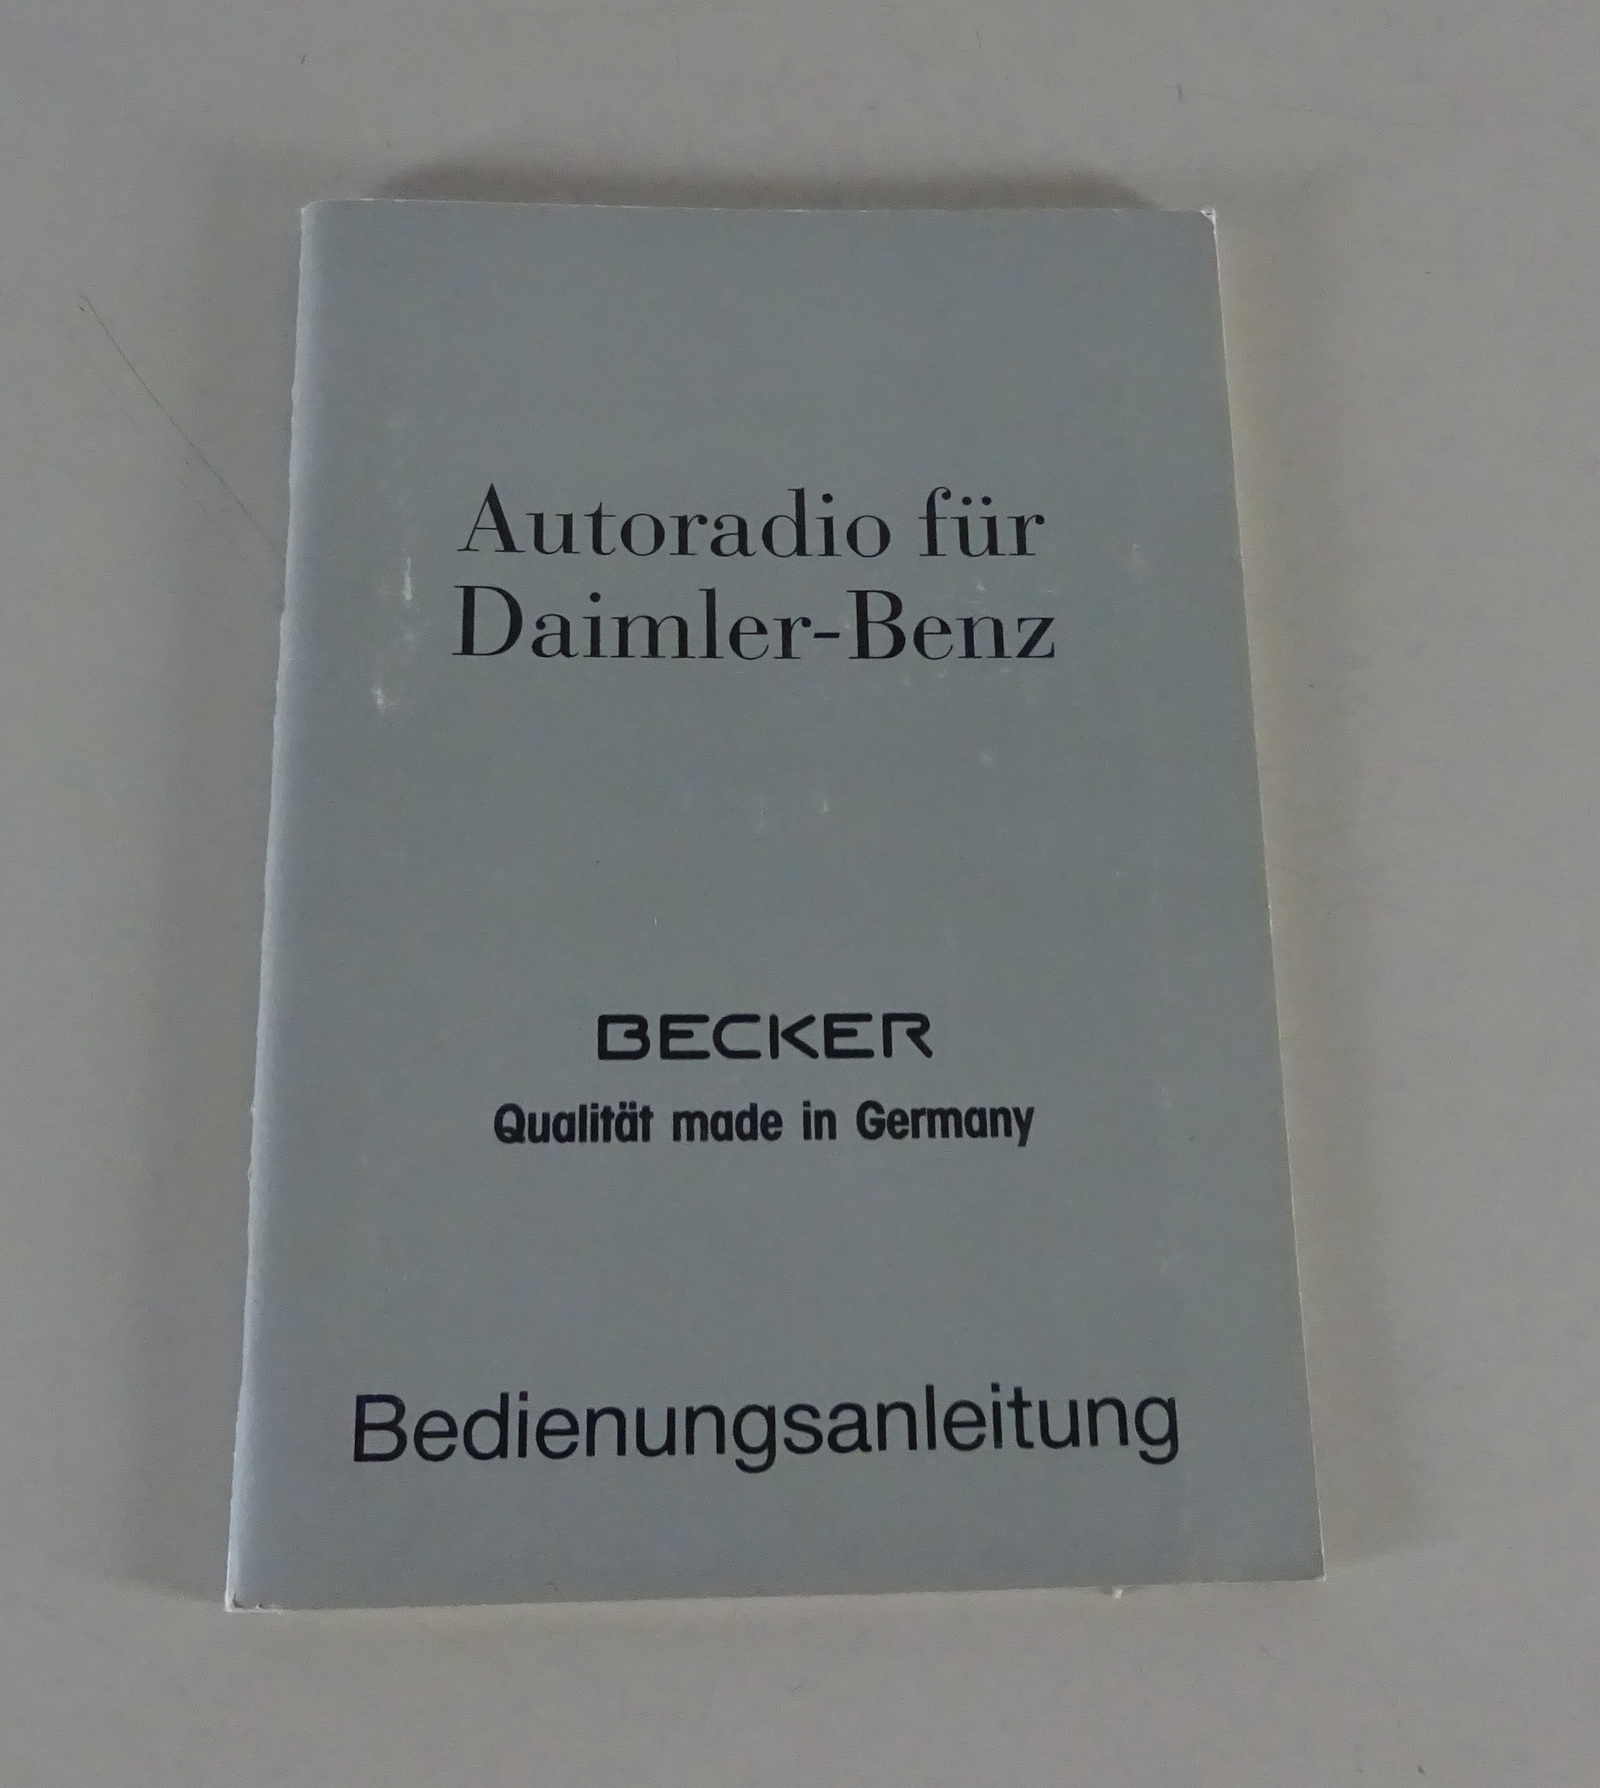 Autoradio für
Daimler-Benz
BECKER
Qualität made in Germany
Bedienungsanleitung